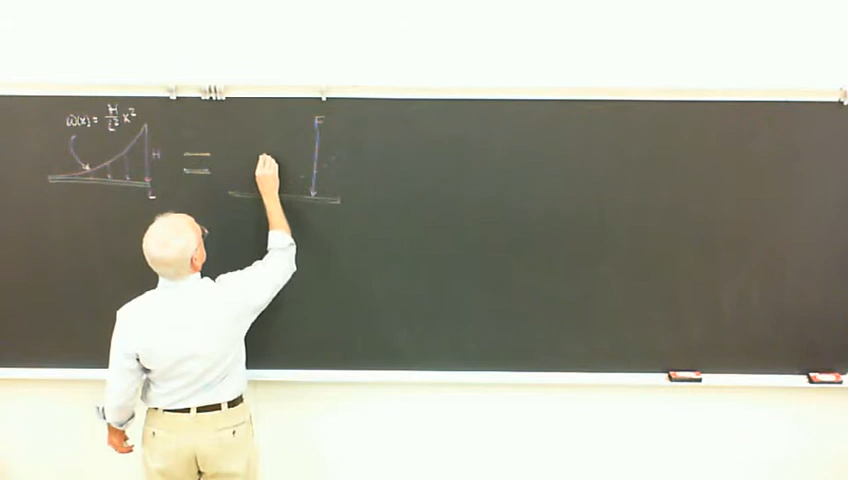 ω(x) = H/L² x²
H
L
=
F